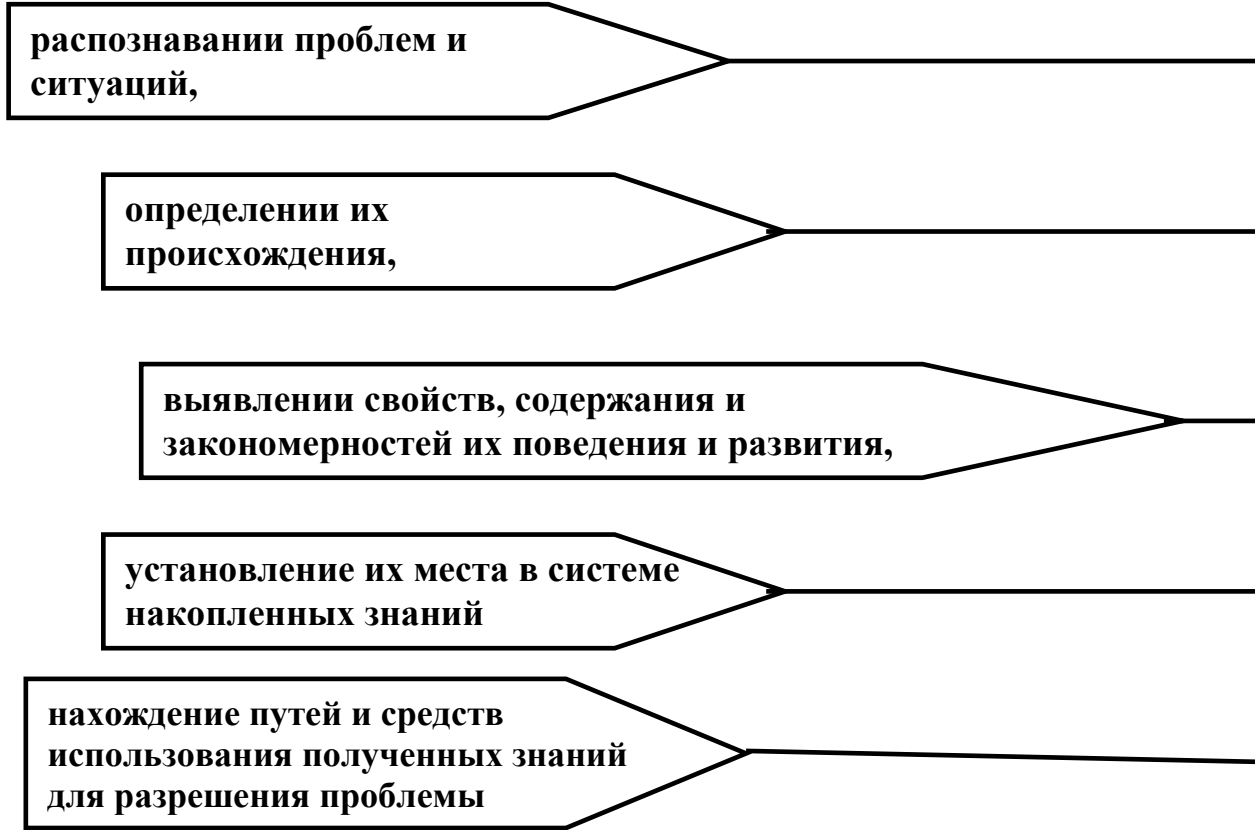 распознавании проблем и
ситуаций,
определении их
происхождения,
выявлении свойств, содержания и
закономерностей их поведения и развития,
установление их места в системе
накопленных знаний
нахождение путей и средств
использования полученных знаний
для разрешения проблемы